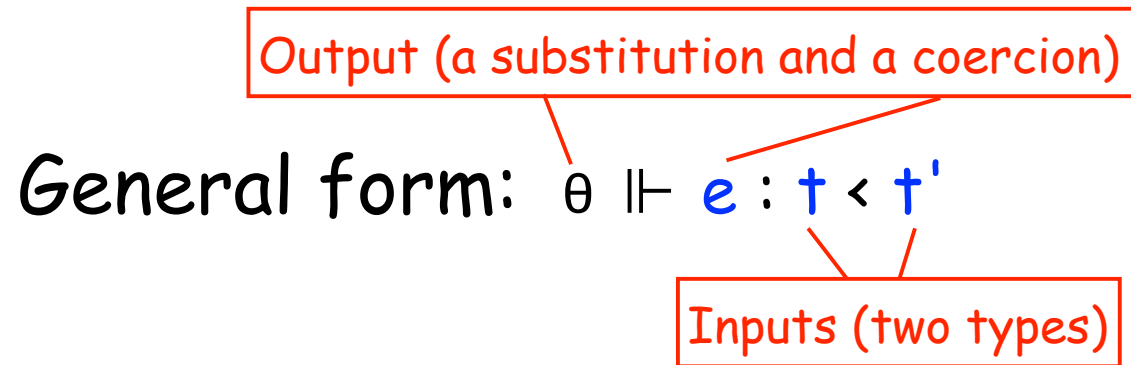 Output (a substitution and a coercion)
General form: θ ⊩ e : t < t'
Inputs (two types)